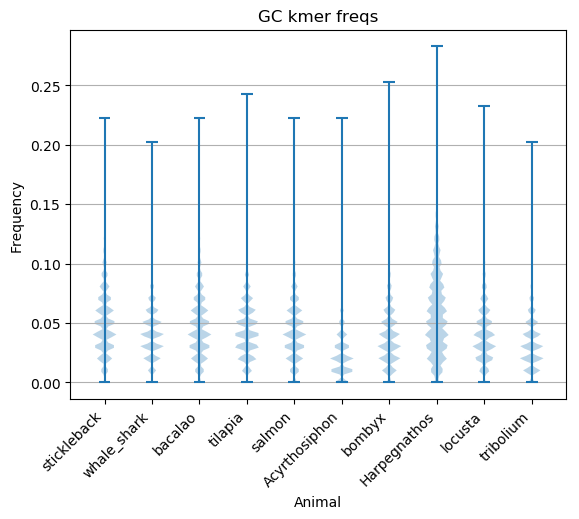 GC kmer freqs
Frequency
0.25
0.20
0.15
0.10
0.05
0.00
stickleback
whale_shark
bacalao
tilapia
salmon
Acyrthosiphon
bombyx
Harpegnathos
locusta
tribolium
Animal